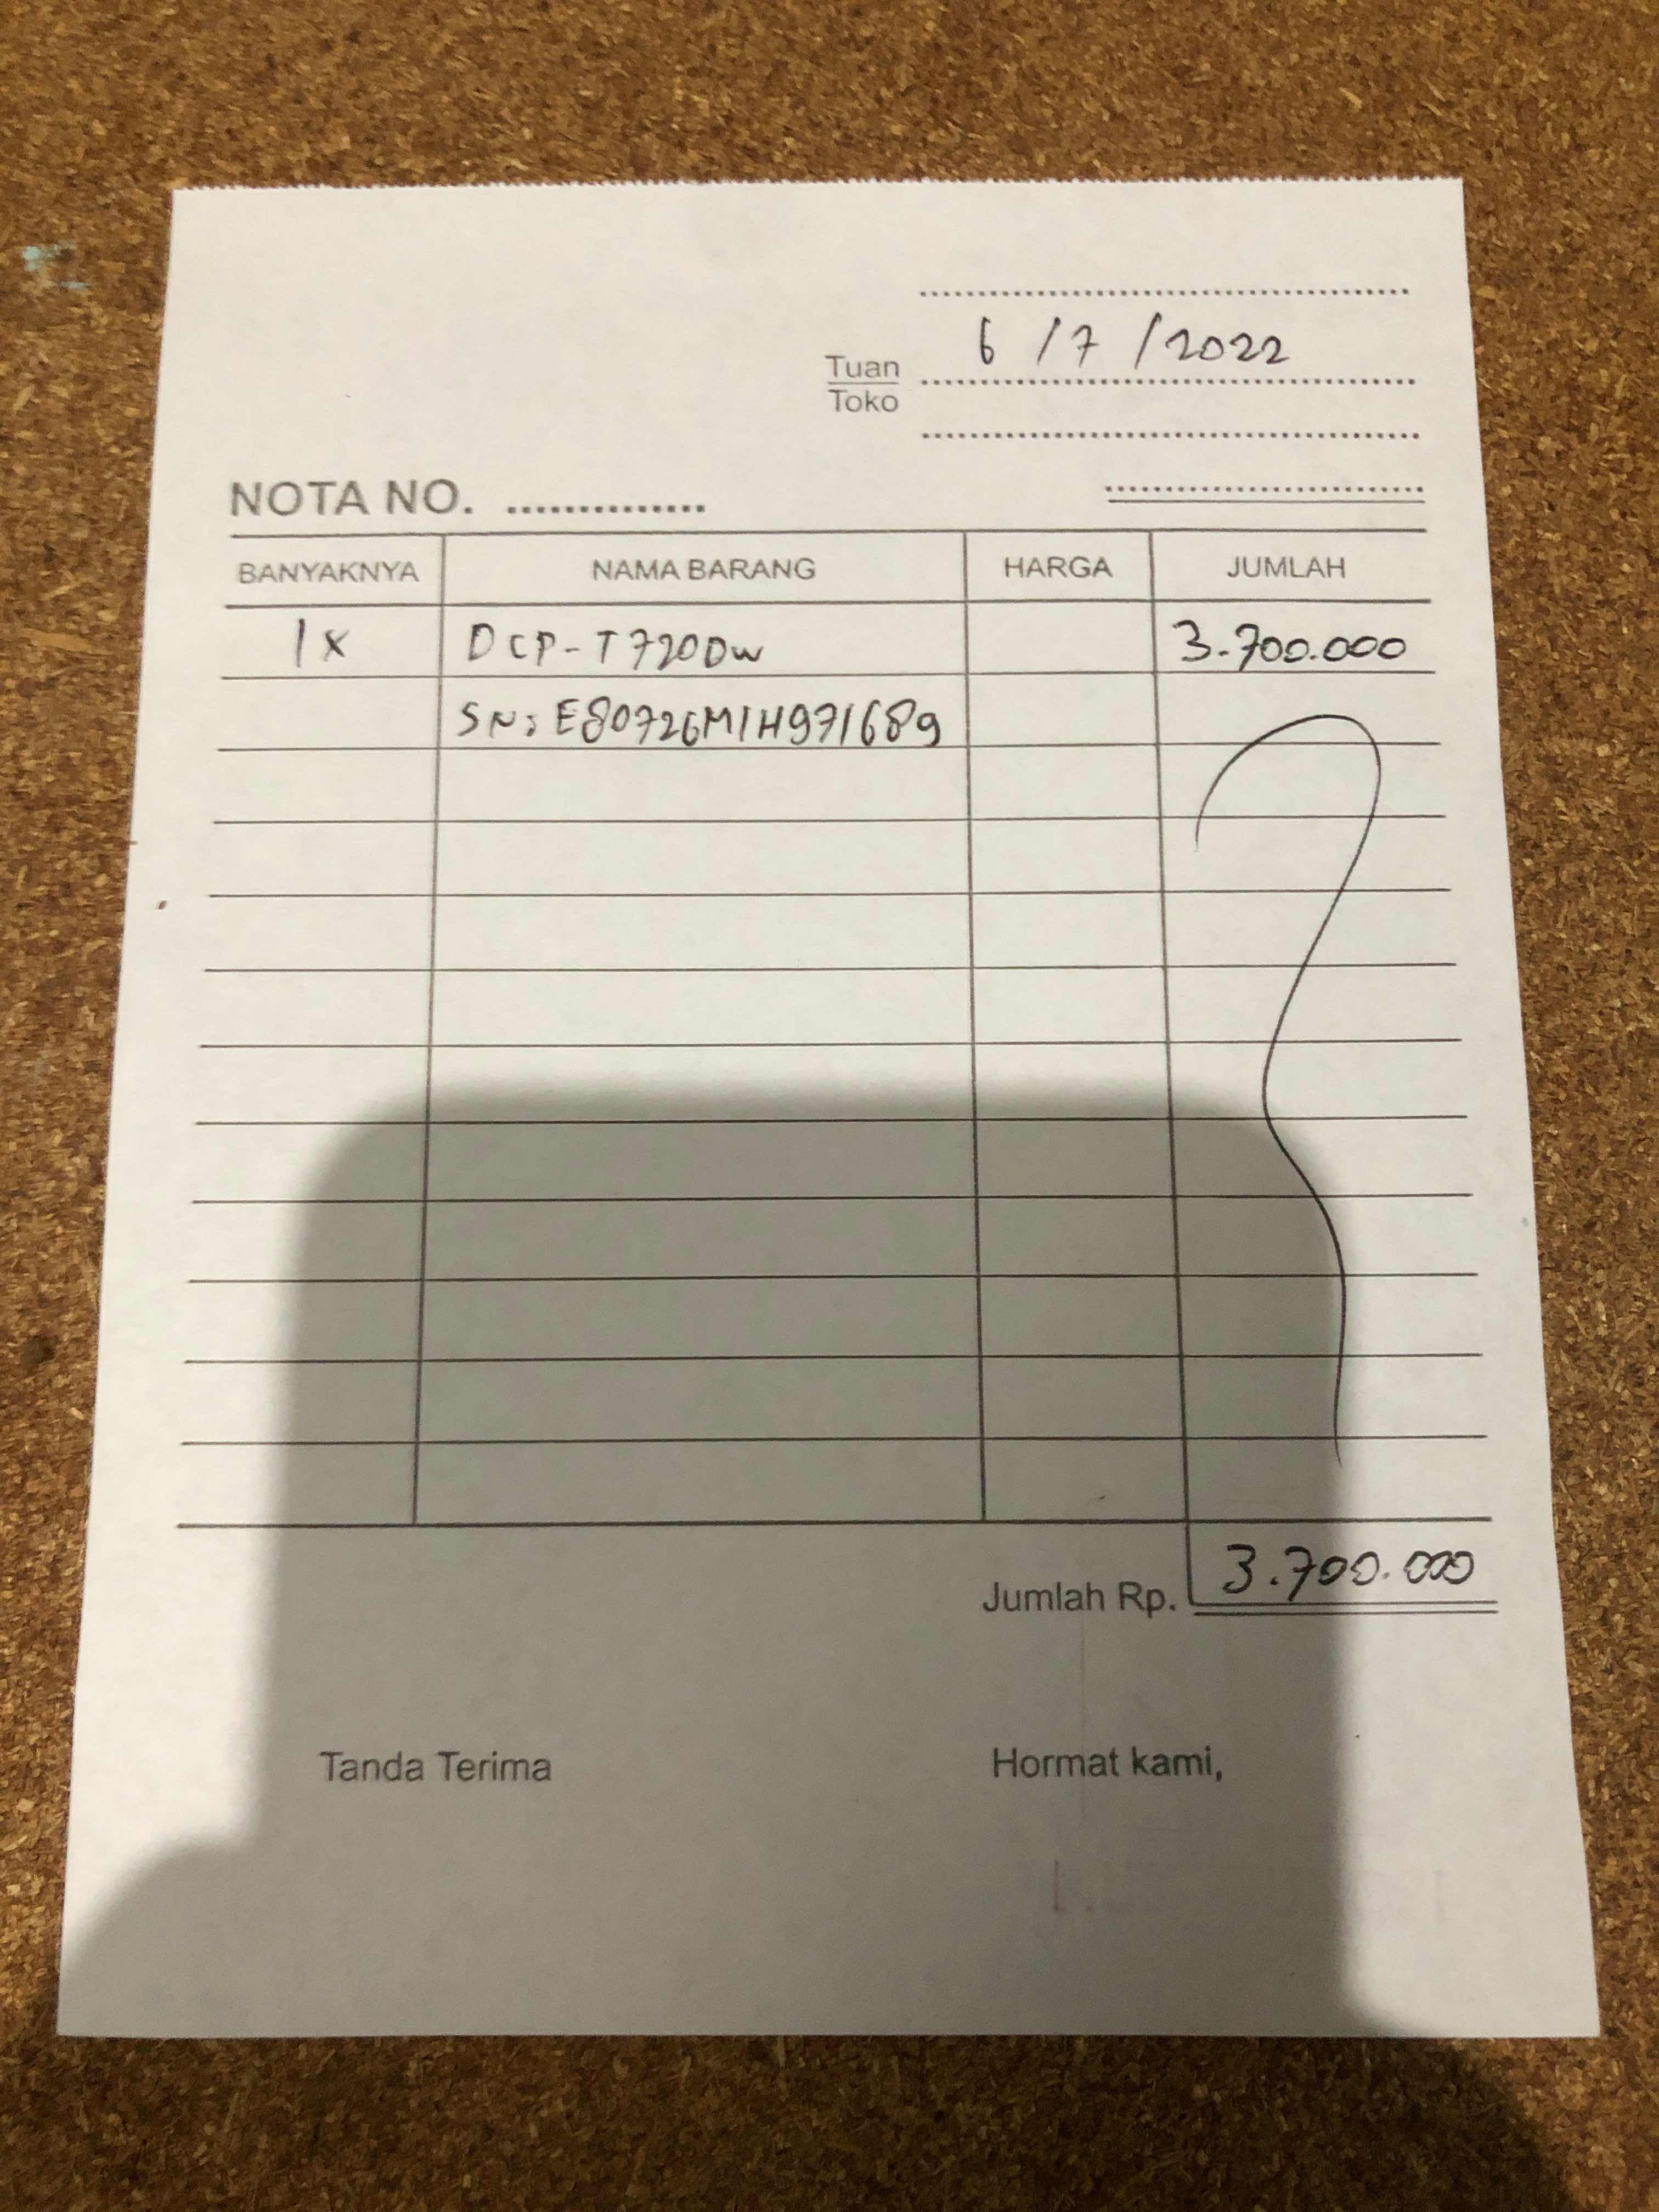 6 / 7 / 2022
Tuan
Toko
NOTA NO. ..............
BANYAKNYA NAMA BARANG HARGA JUMLAH
1x DCP-T720DW 3.700.000
SN: E80726M1H971689
Jumlah Rp. 3.700.000
Tanda Terima Hormat kami,